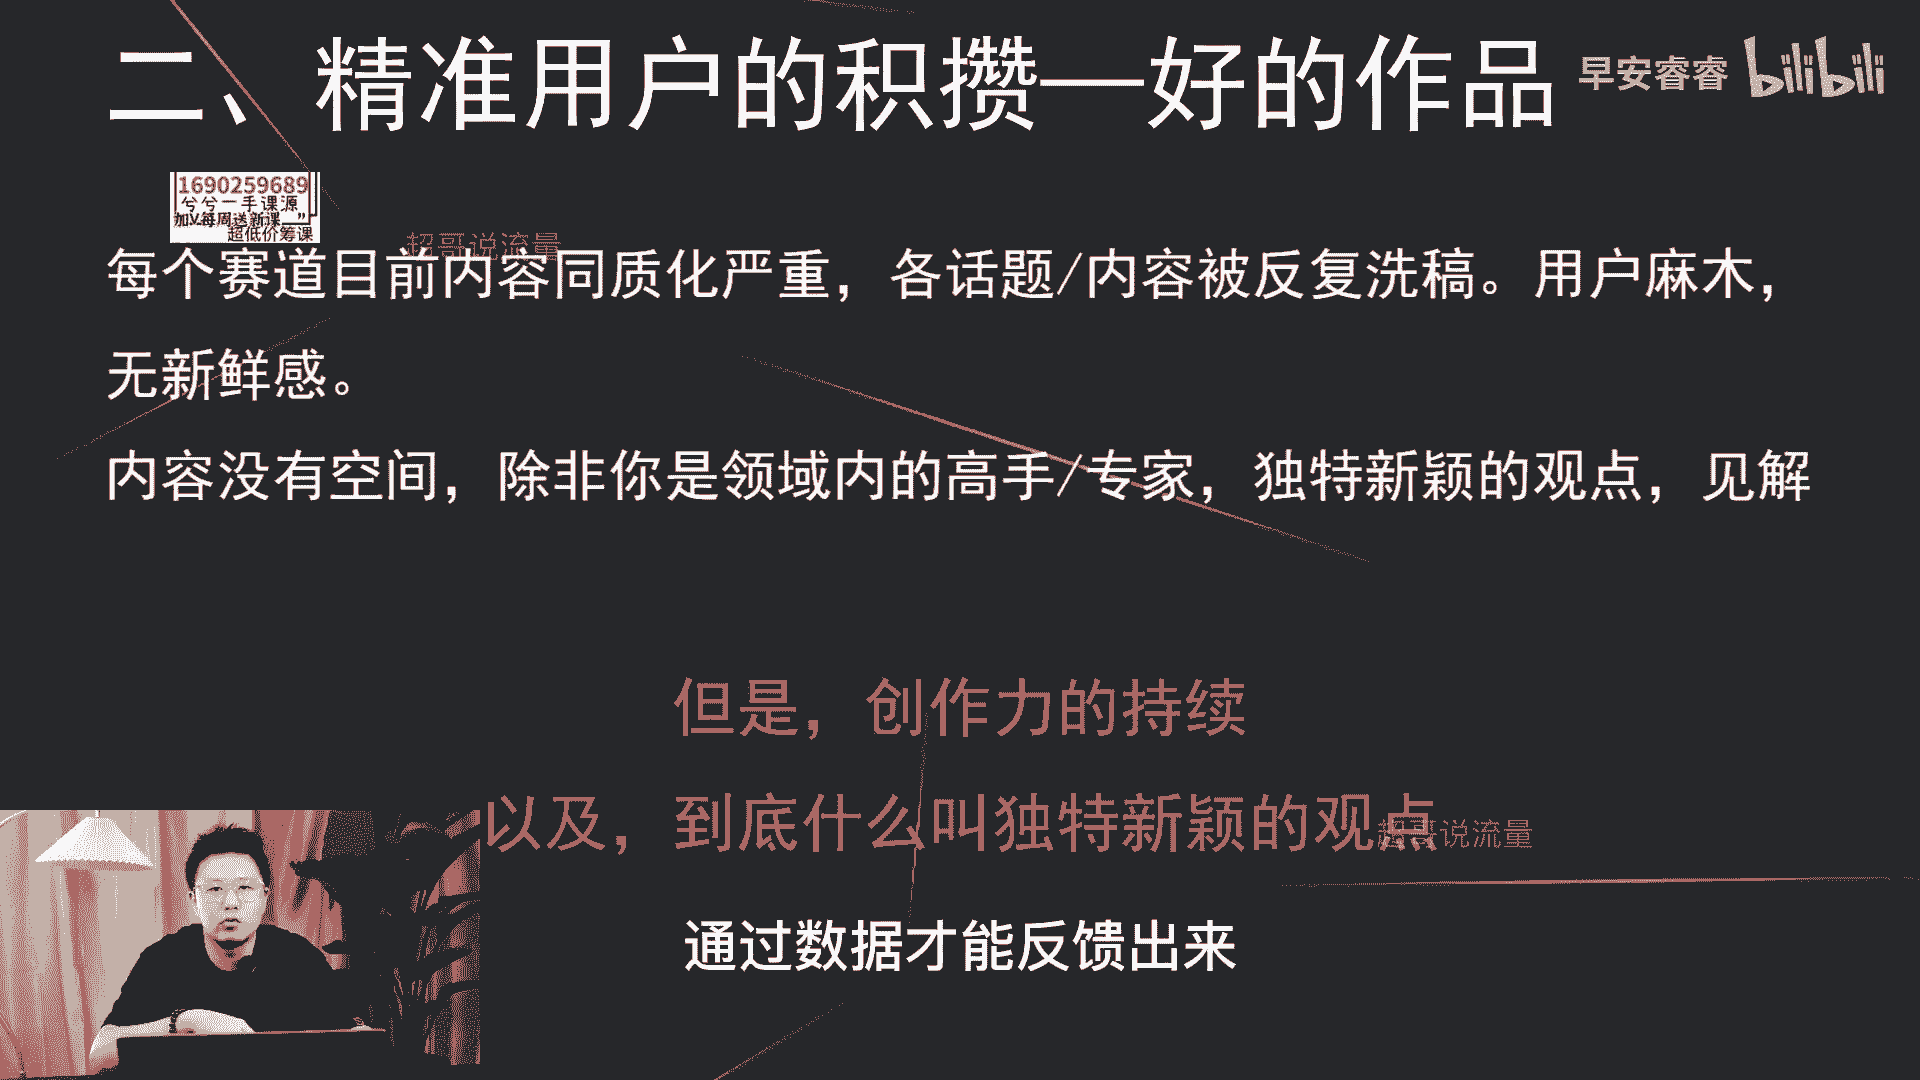 二、精准用户的积攒—好的作品
早安睿睿 bilibili
1690259689
兮兮一手课源
加V每周送新课
超低价筹课
超哥说流量
每个赛道目前内容同质化严重，各话题/内容被反复洗稿。用户麻木，
无新鲜感。
内容没有空间，除非你是领域内的高手/专家，独特新颖的观点，见解
但是，创作力的持续
以及，到底什么叫独特新颖的观点
超哥说流量
通过数据才能反馈出来